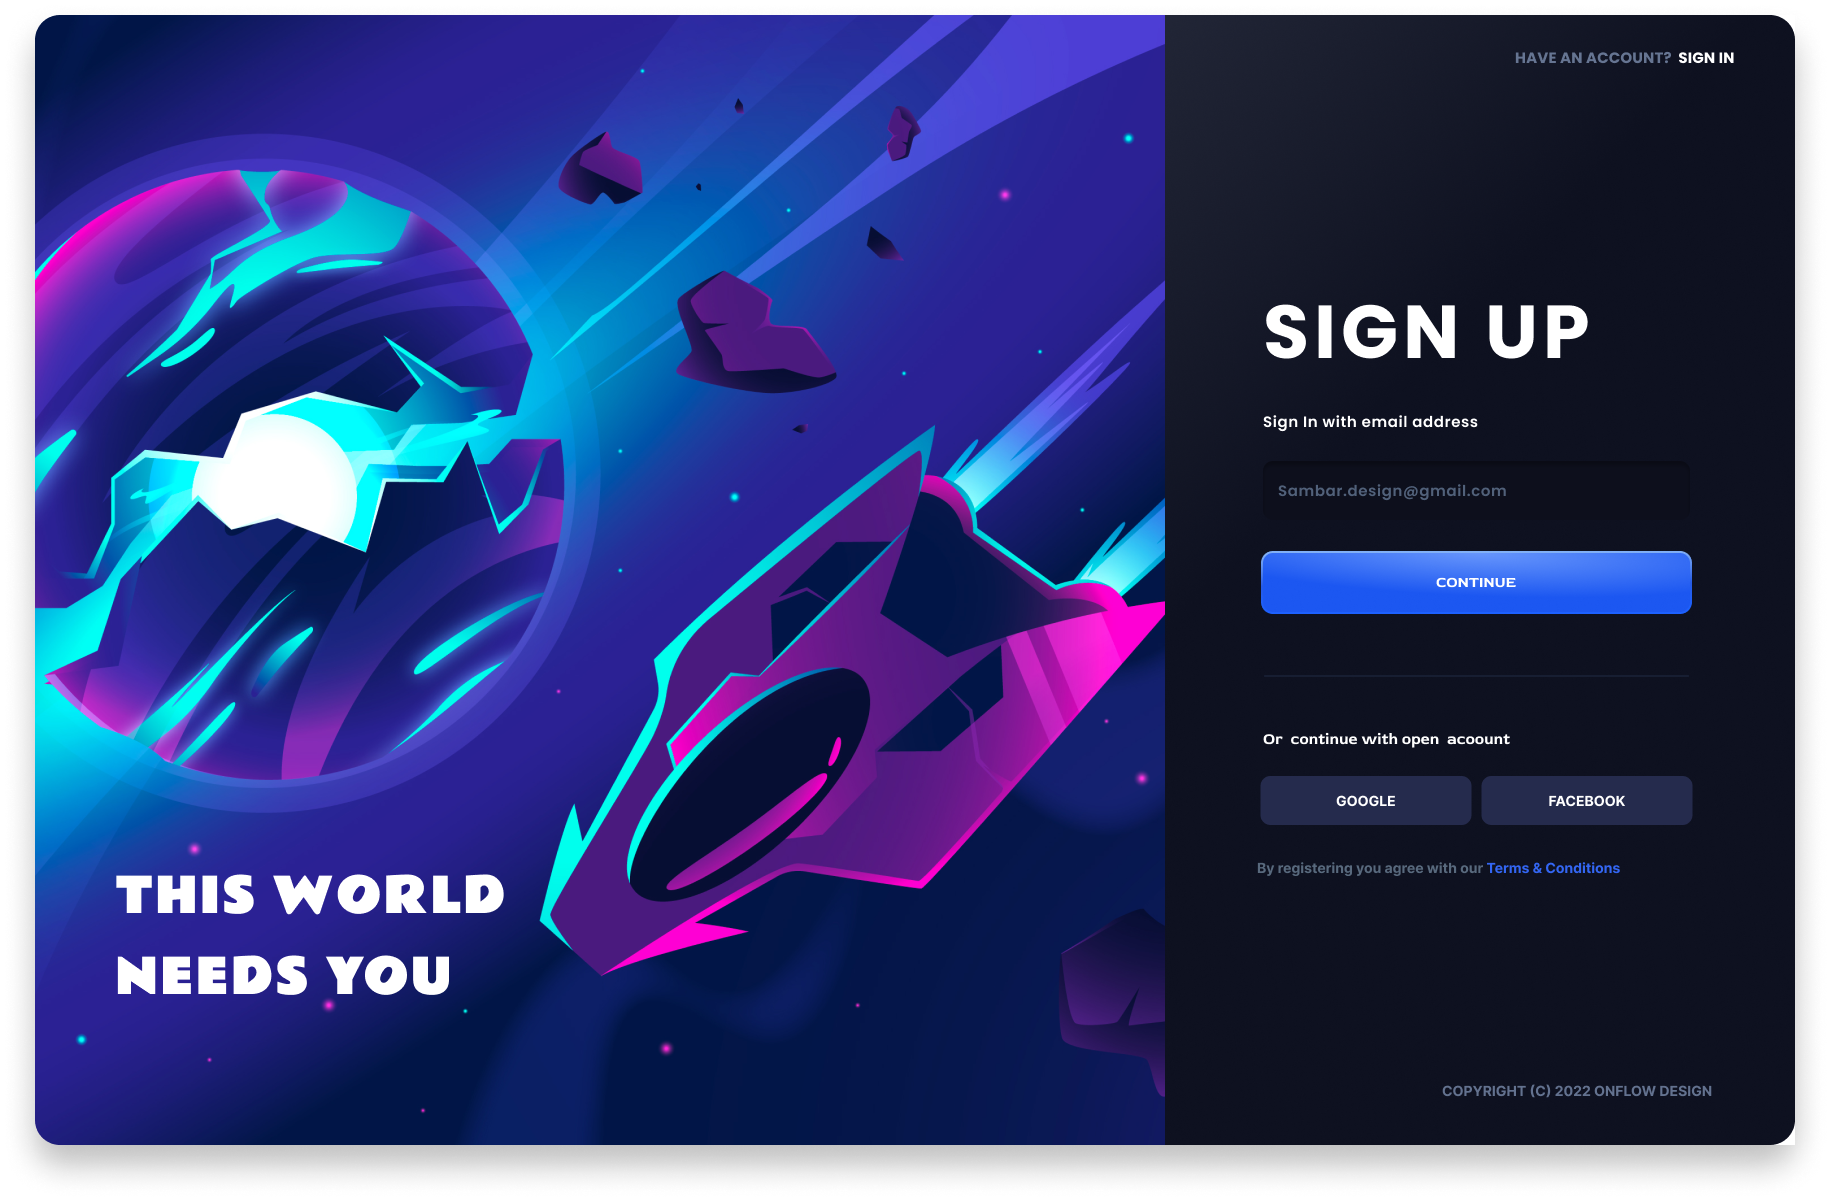 HAVE AN ACCOUNT? SIGN IN
SIGN UP
Sign In with email address
Sambar.design@gmail.com
CONTINUE
Or continue with open acoount
GOOGLE
FACEBOOK
By registering you agree with our Terms & Conditions
THIS WORLD
NEEDS YOU
COPYRIGHT (C) 2022 ONFLOW DESIGN